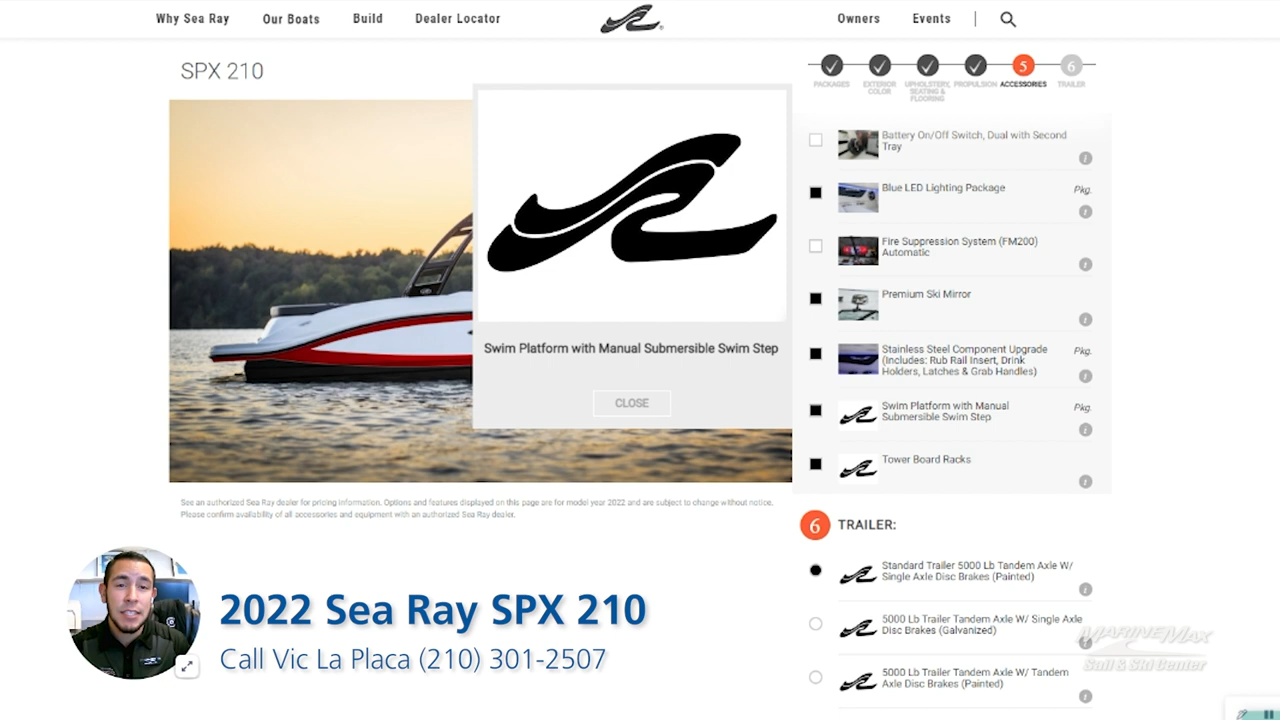 Why Sea Ray
Our Boats
Build
Dealer Locator
Owners
Events
SPX 210
5
6
PACKAGES
EXTERIOR COLOR
UPHOLSTERY, SEATING & FLOORING
PROPULSION
ACCESSORIES
TRAILER
Swim Platform with Manual Submersible Swim Step
CLOSE
Battery On/Off Switch, Dual with Second
Tray
Blue LED Lighting Package
Pkg.
Fire Suppression System (FM200)
Automatic
Premium Ski Mirror
Stainless Steel Component Upgrade
Pkg.
(Includes: Rub Rail Insert, Drink
Holders, Latches & Grab Handles)
Swim Platform with Manual
Pkg.
Submersible Swim Step
Tower Board Racks
See an authorized Sea Ray dealer for pricing information. Options and features displayed on this page are for model year 2022 and are subject to change without notice.
Please confirm availability of all accessories and equipment with an authorized Sea Ray dealer.
6 TRAILER:
Standard Trailer 5000 Lb Tandem Axle W/
Single Axle Disc Brakes (Painted)
5000 Lb Trailer Tandem Axle W/ Single Axle
Disc Brakes (Galvanized)
5000 Lb Trailer Tandem Axle W/ Tandem
Axle Disc Brakes (Painted)
2022 Sea Ray SPX 210
Call Vic La Placa (210) 301-2507
MARINEMAX
Sail & Ski Center